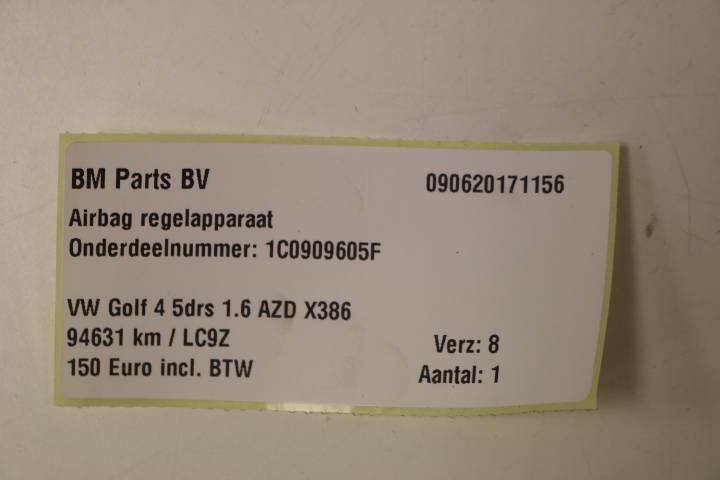 BM Parts BV 090620171156
Airbag regelapparaat
Onderdeelnummer: 1C0909605F
VW Golf 4 5drs 1.6 AZD X386
94631 km / LC9Z Verz: 8
150 Euro incl. BTW Aantal: 1